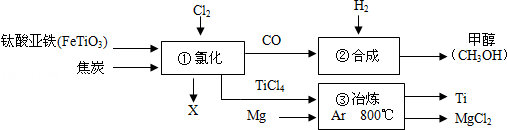 Cl₂
H₂
钛酸亚铁(FeTiO₃)
焦炭
①氯化
CO
②合成
甲醇
(CH₃OH)
X
TiCl₄
Mg
③冶炼
Ar 800℃
Ti
MgCl₂